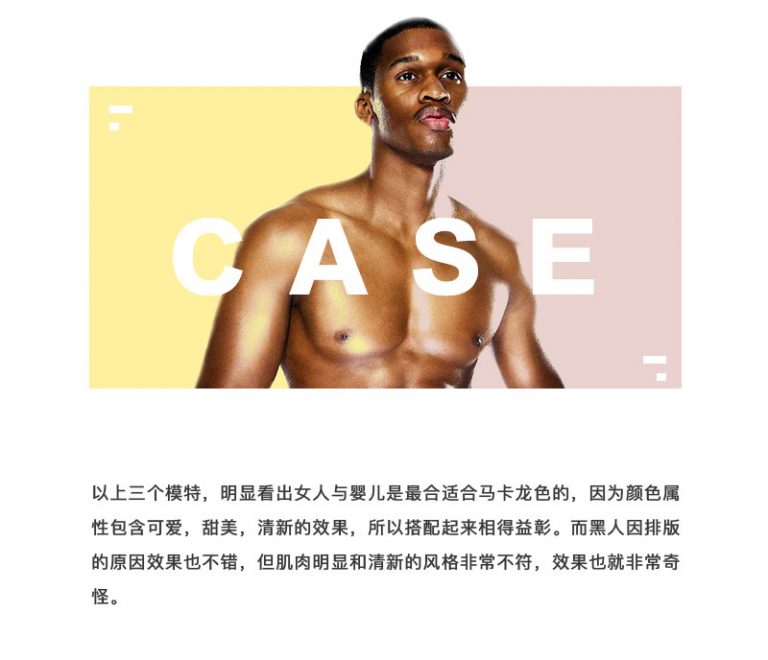 CASE
以上三个模特，明显看出女人与婴儿是最合适合马卡龙色的，因为颜色属
性包含可爱，甜美，清新的效果，所以搭配起来相得益彰。而黑人因排版
的原因效果也不错，但肌肉明显和清新的风格非常不符，效果也就非常奇
怪。